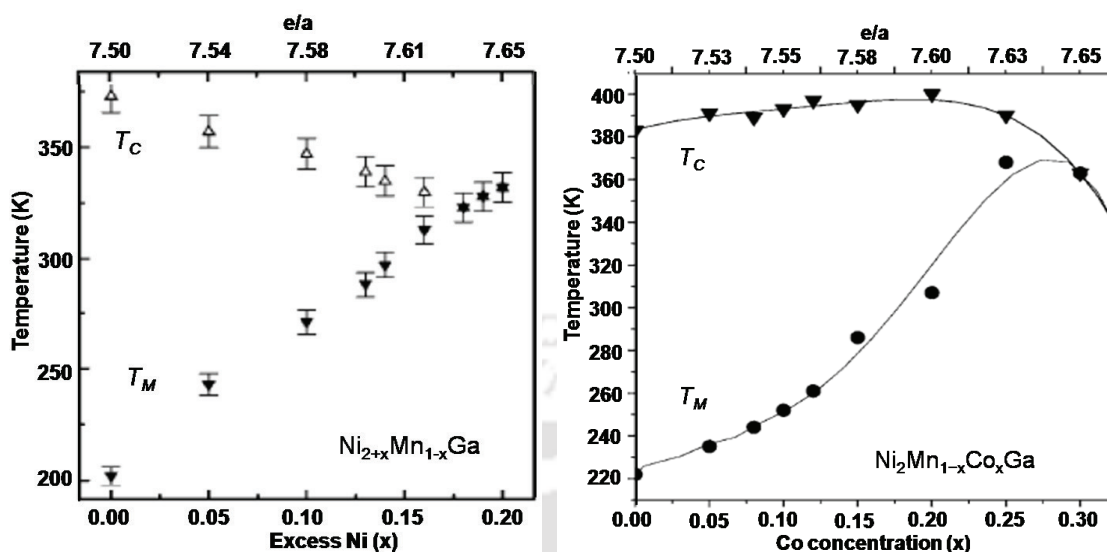 e/a
7.50 7.54 7.58 7.61 7.65
Temperature (K)
350
300
250
200
T_C
T_M
Ni₂₊ₓMn₁₋ₓGa
0.00 0.05 0.10 0.15 0.20
Excess Ni (x)
e/a
7.50 7.53 7.55 7.58 7.60 7.63 7.65
Temperature (K)
400
380
360
340
320
310
280
260
240
220
T_C
T_M
Ni₂Mn₁₋ₓCoₓGa
0.00 0.05 0.10 0.15 0.20 0.25 0.30
Co concentration (x)